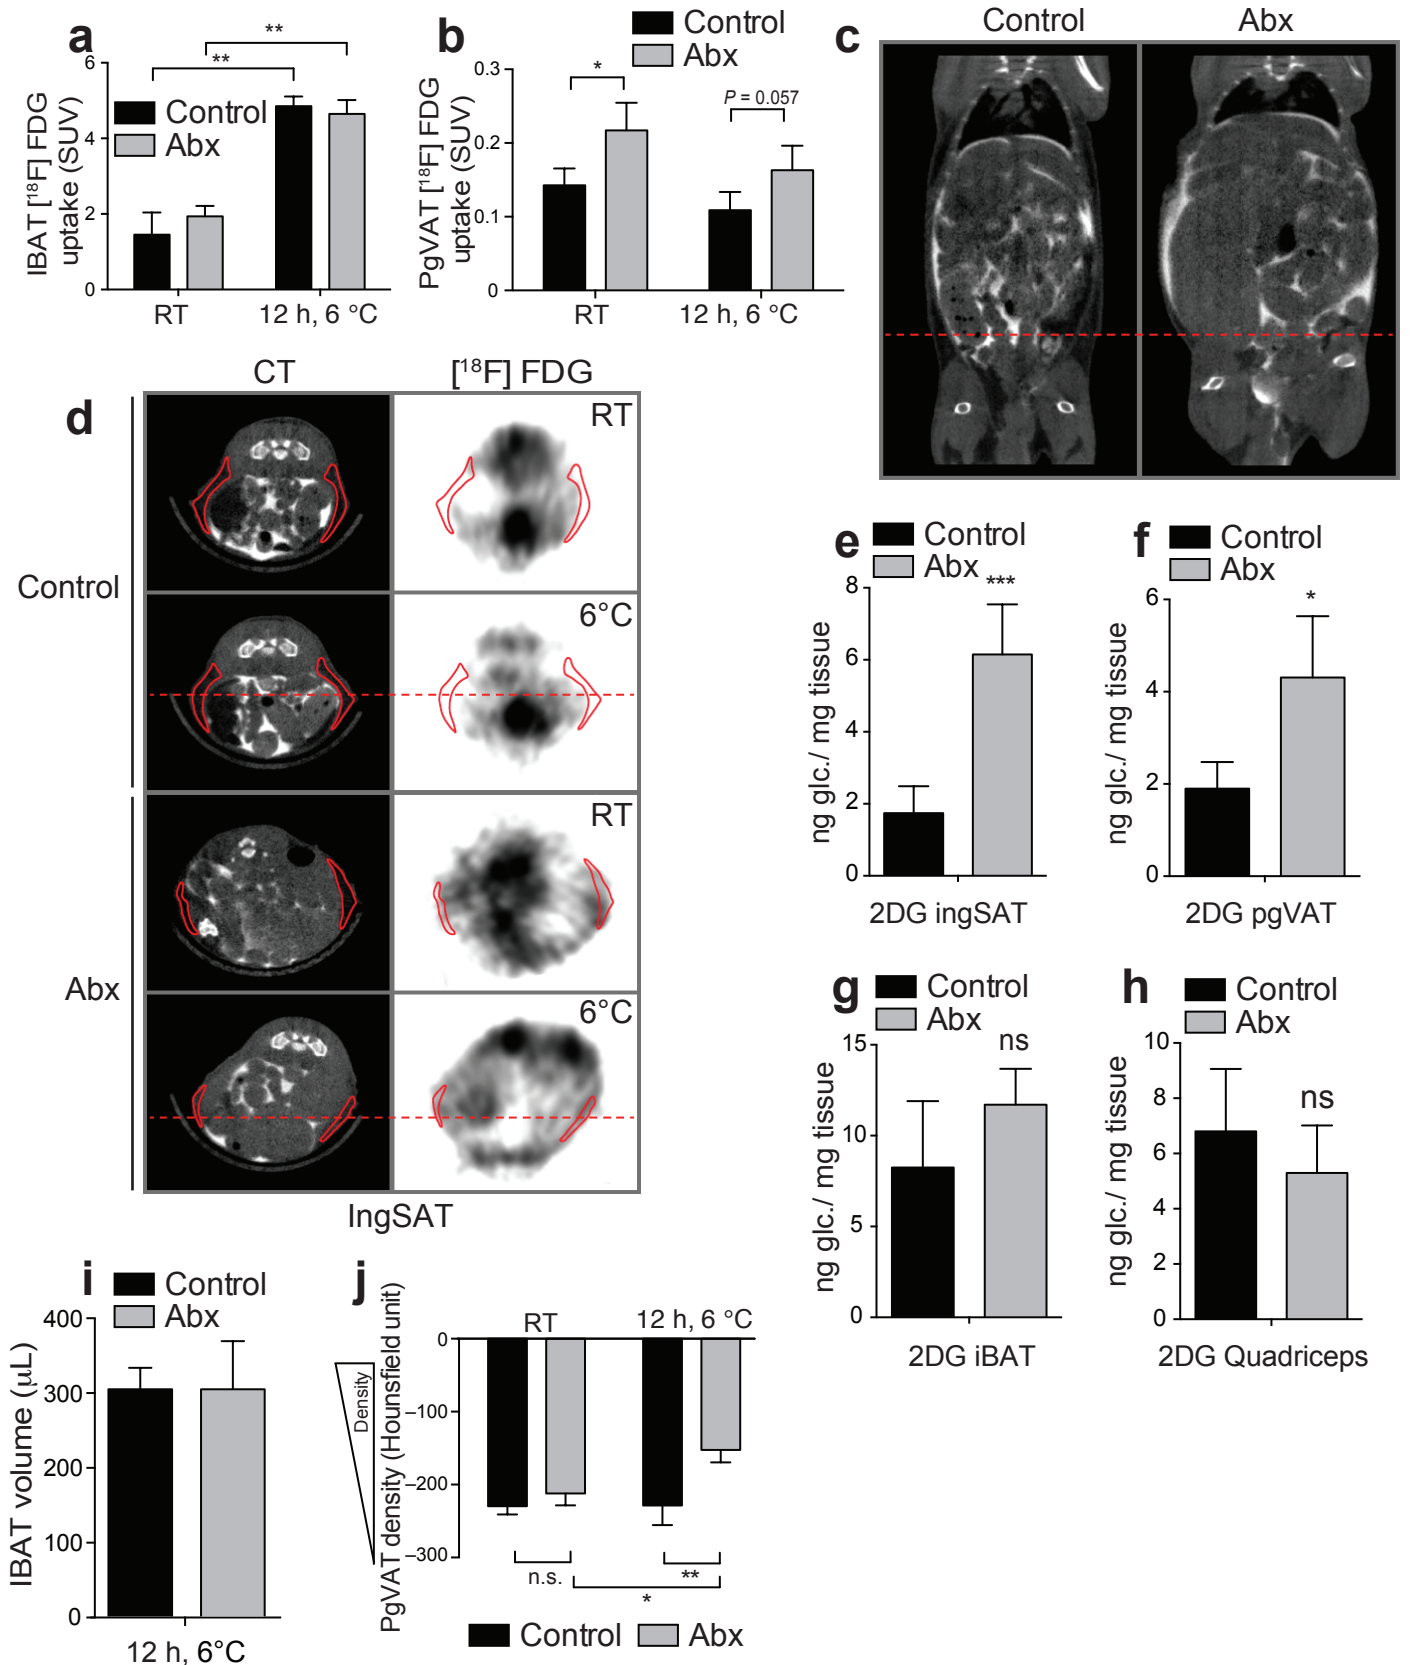 a
**
**
6
4
2
0
IBAT [18F] FDG
uptake (SUV)
Control
Abx
RT
12 h, 6 °C
b
Control
Abx
*
P = 0.057
0.3
0.2
0.1
0
PgVAT [18F] FDG
uptake (SUV)
RT
12 h, 6 °C
c
Control
Abx
d
CT
[18F] FDG
Control
RT
6°C
Abx
RT
6°C
IngSAT
e
Control
Abx
***
8
6
4
2
0
ng glc./ mg tissue
2DG ingSAT
f
Control
Abx
*
6
4
2
0
ng glc./ mg tissue
2DG pgVAT
g
Control
Abx
ns
15
10
5
0
ng glc./ mg tissue
2DG iBAT
h
Control
Abx
ns
10
8
6
4
2
0
ng glc./ mg tissue
2DG Quadriceps
i
Control
Abx
400
300
200
100
0
IBAT volume (µL)
12 h, 6°C
j
RT
12 h, 6 °C
0
–100
–200
–300
Density
PgVAT density (Hounsfield unit)
n.s.
**
*
Control
Abx